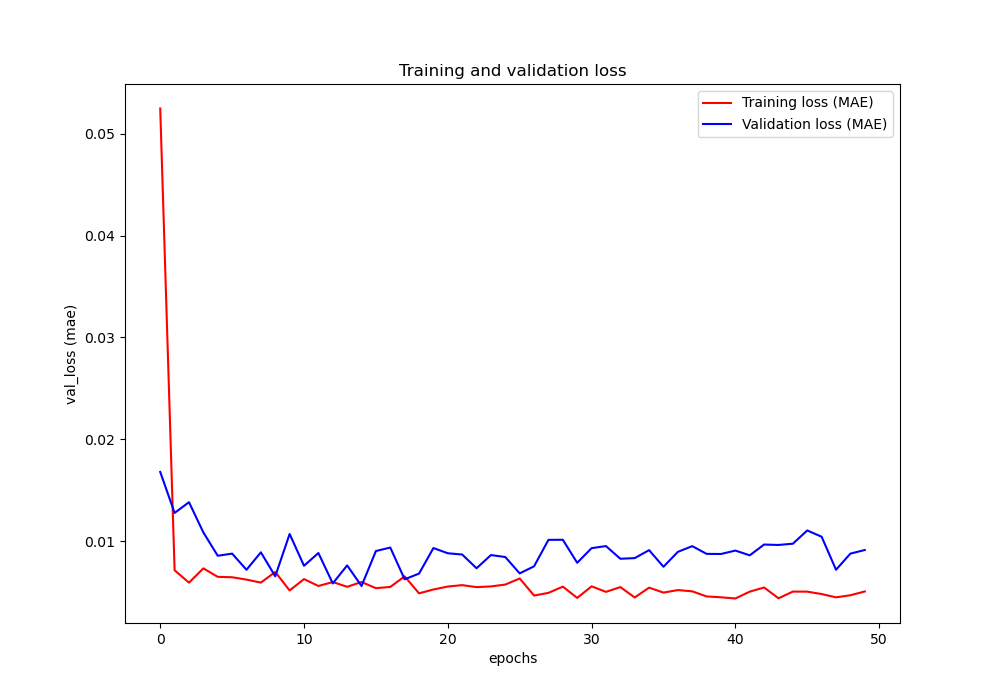 Training and validation loss
Training loss (MAE)
Validation loss (MAE)
val_loss (mae)
0.05
0.04
0.03
0.02
0.01
0 10 20 30 40 50
epochs